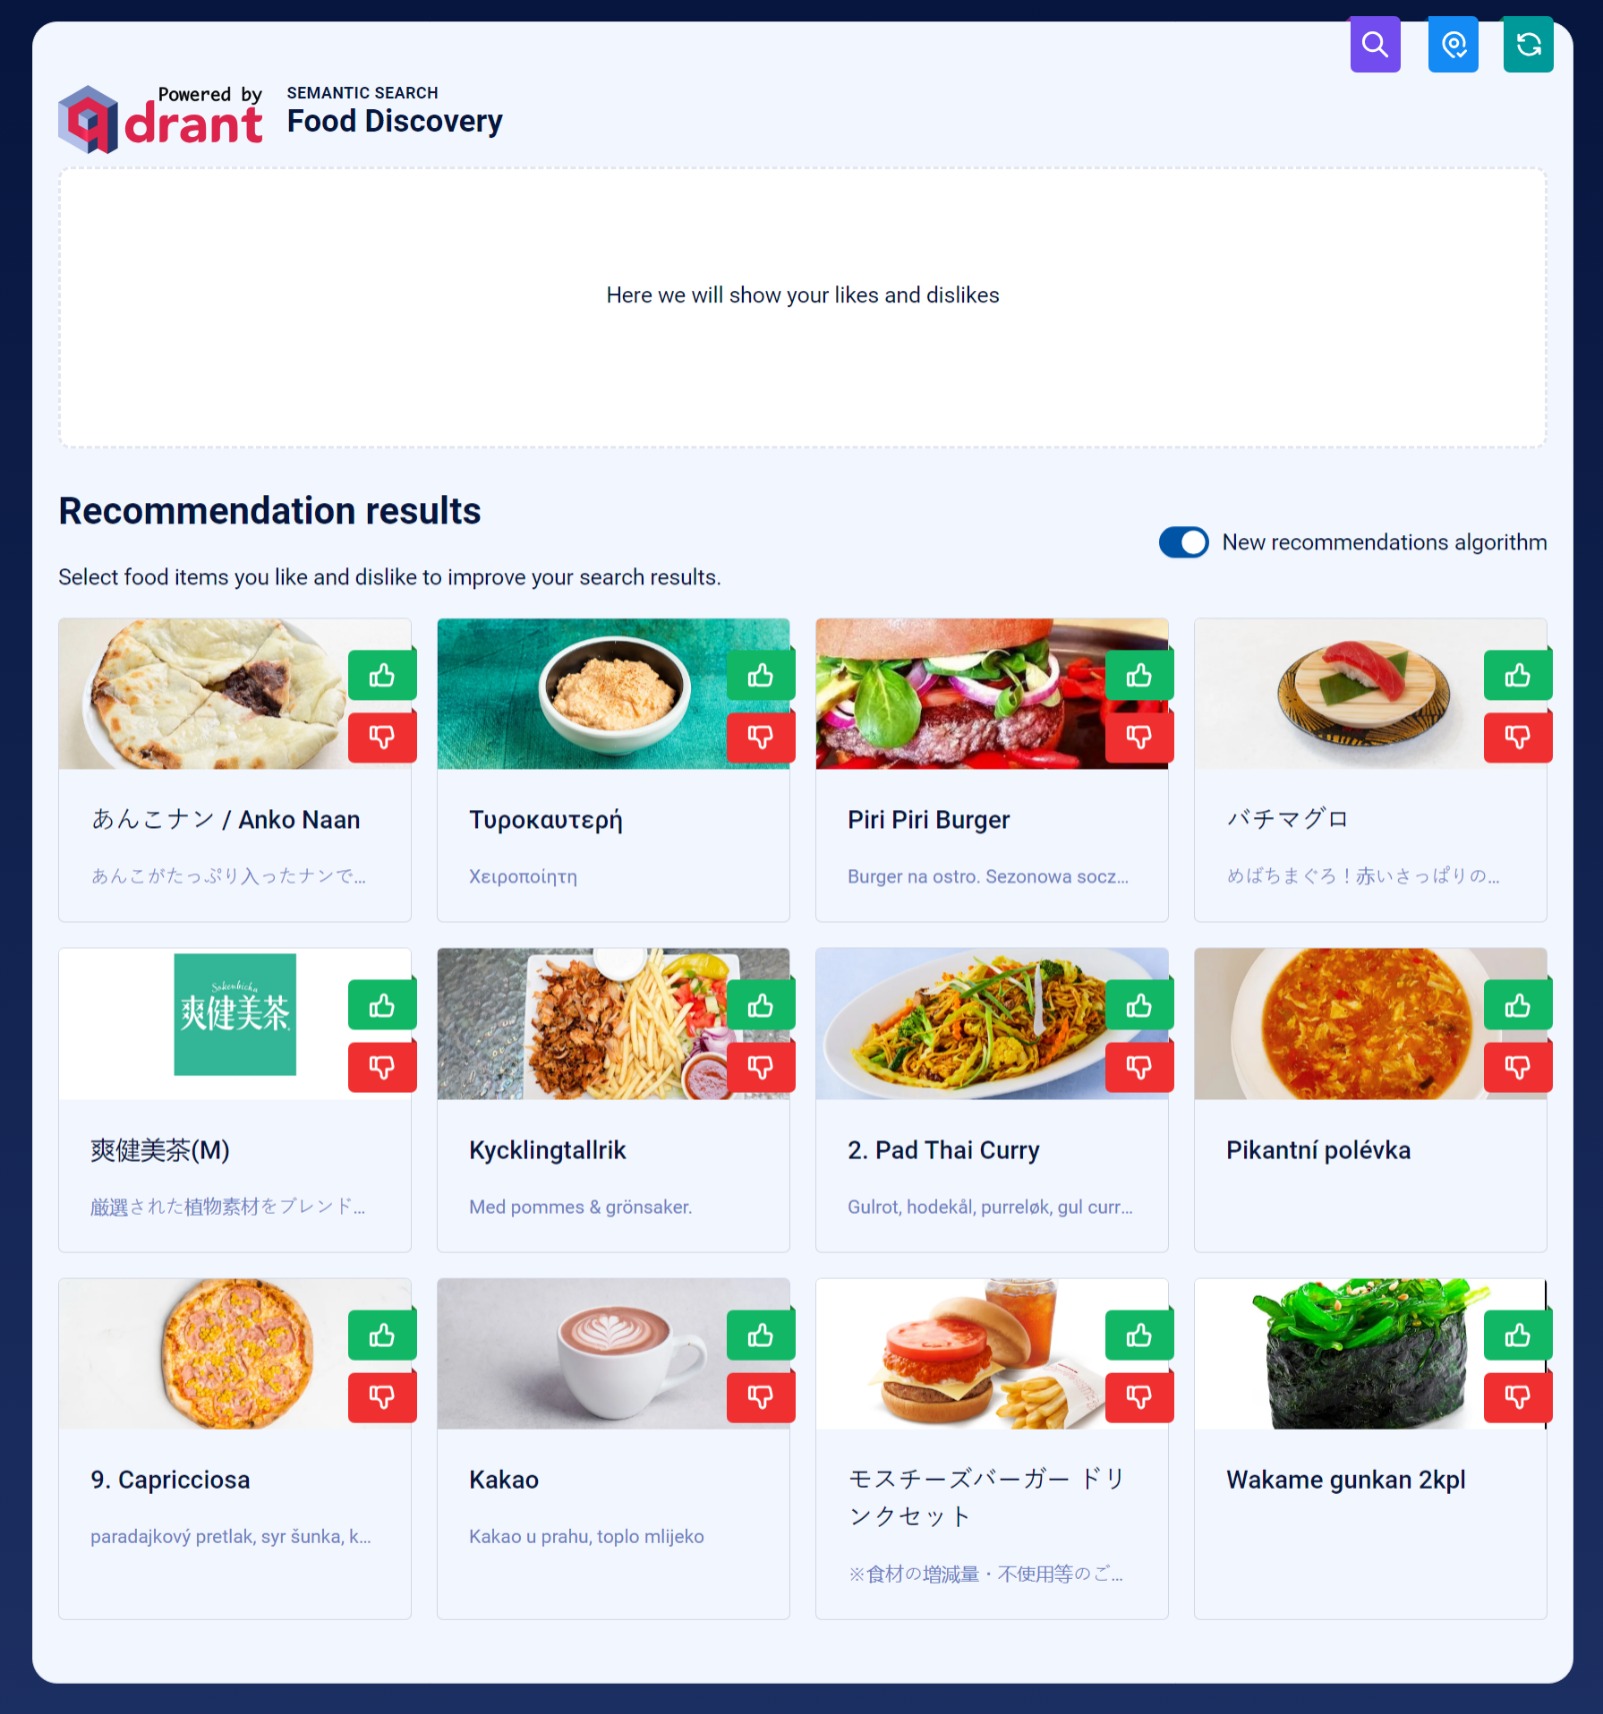 Powered by
qdrant
SEMANTIC SEARCH
Food Discovery
Here we will show your likes and dislikes
Recommendation results
New recommendations algorithm
Select food items you like and dislike to improve your search results.
あんこナン / Anko Naan
あんこがたっぷり入ったナンで…
Τυροκαυτερή
Χειροποίητη
Piri Piri Burger
Burger na ostro. Sezonowa socz...
バチマグロ
めばちまぐろ！赤いさっぱりの…
Sokenbicha
爽健美茶
爽健美茶(M)
厳選された植物素材をブレンド…
Kycklingtallrik
Med pommes & grönsaker.
2. Pad Thai Curry
Gulrot, hodekål, purreløk, gul curr...
Pikantní polévka
9. Capricciosa
paradajkový pretlak, syr šunka, k...
Kakao
Kakao u prahu, toplo mlijeko
モスチーズバーガー ドリ
ンクセット
※食材の増減量・不使用等のご…
Wakame gunkan 2kpl